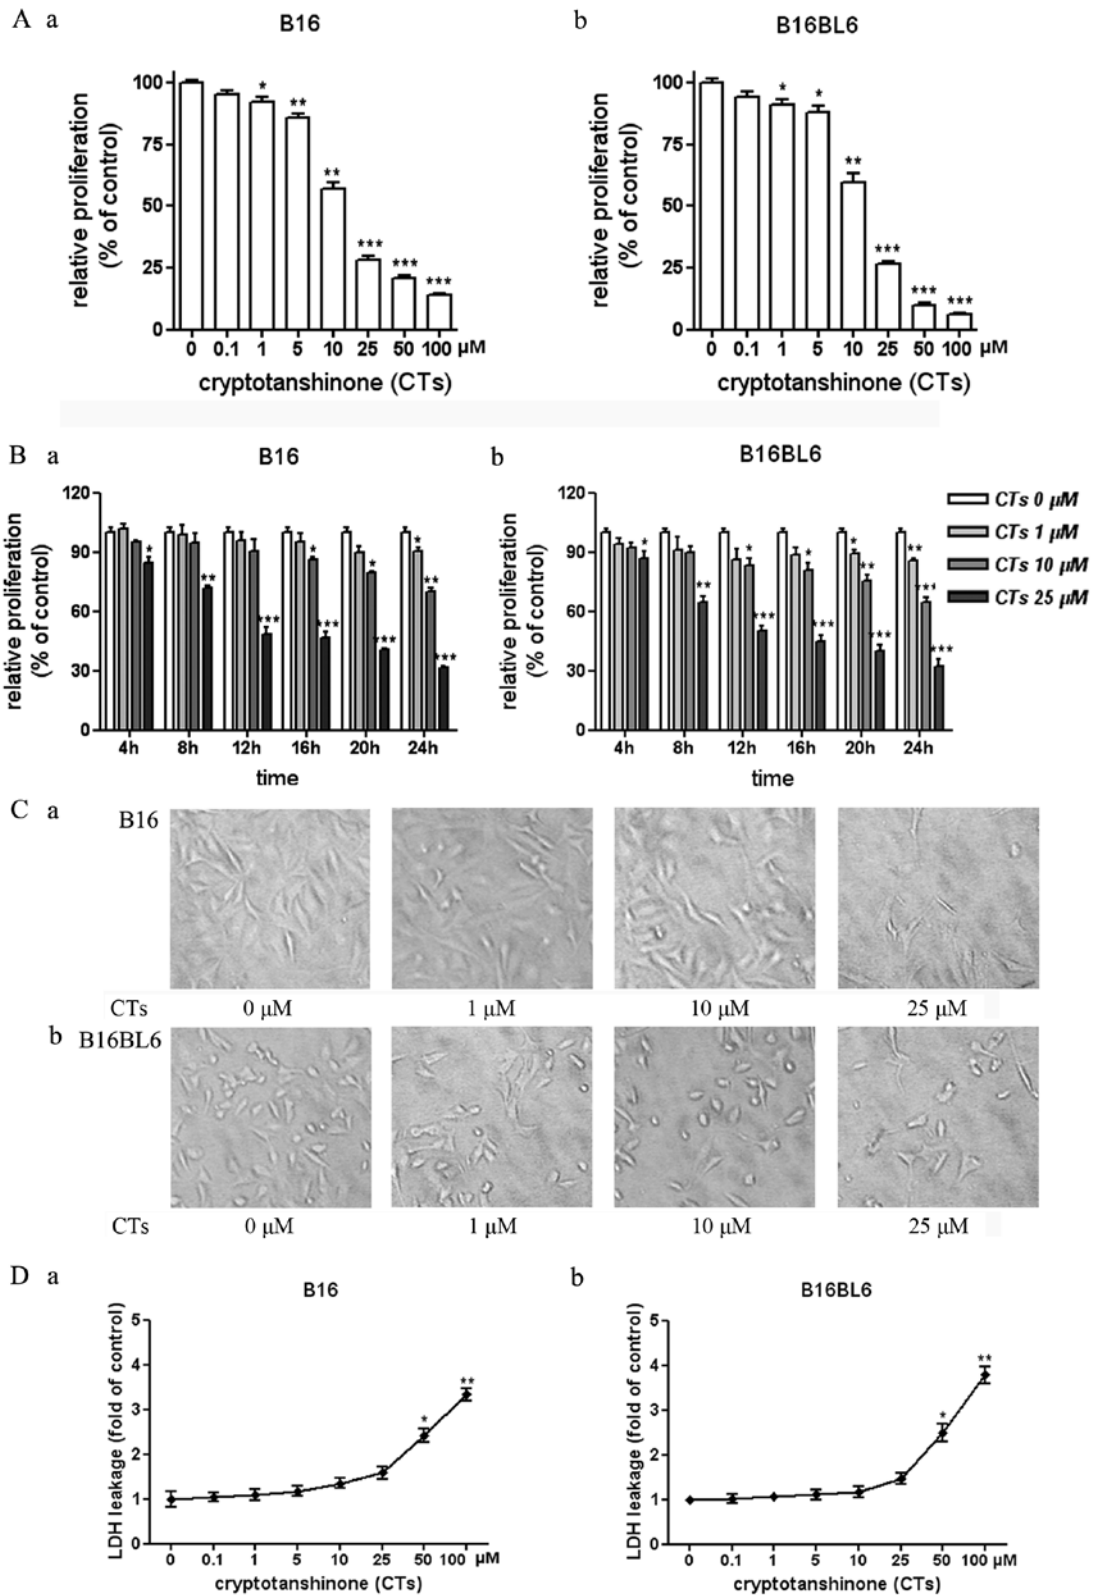 A a B16
b B16BL6
relative proliferation
(% of control)
100
75
50
25
0
* ** ** *** *** ***
0 0.1 1 5 10 25 50 100 μM
cryptotanshinone (CTs)
relative proliferation
(% of control)
100
75
50
25
0
* * ** *** *** ***
0 0.1 1 5 10 25 50 100 μM
cryptotanshinone (CTs)
B a B16
b B16BL6
relative proliferation
(% of control)
120
90
60
30
0
* ** *** * *** * *** * ** ***
4h 8h 12h 16h 20h 24h
time
relative proliferation
(% of control)
120
90
60
30
0
* ** * *** * *** * ** *** ** *** ***
4h 8h 12h 16h 20h 24h
time
CTs 0 μM
CTs 1 μM
CTs 10 μM
CTs 25 μM
C a
B16
CTs 0 μM 1 μM 10 μM 25 μM
b B16BL6
CTs 0 μM 1 μM 10 μM 25 μM
D a B16
b B16BL6
LDH leakage (fold of control)
5
4
3
2
1
0
* **
0 0.1 1 5 10 25 50 100 μM
cryptotanshinone (CTs)
LDH leakage (fold of control)
5
4
3
2
1
0
* **
0 0.1 1 5 10 25 50 100 μM
cryptotanshinone (CTs)